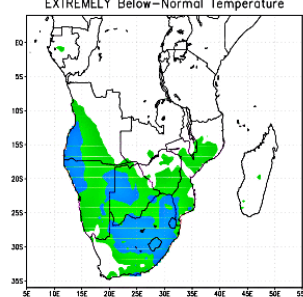 EXTREMELY Below-Normal Temperature
EQ
5S
10S
15S
20S
25S
30S
35S
5E 10E 15E 20E 25E 30E 35E 40E 45E 50E